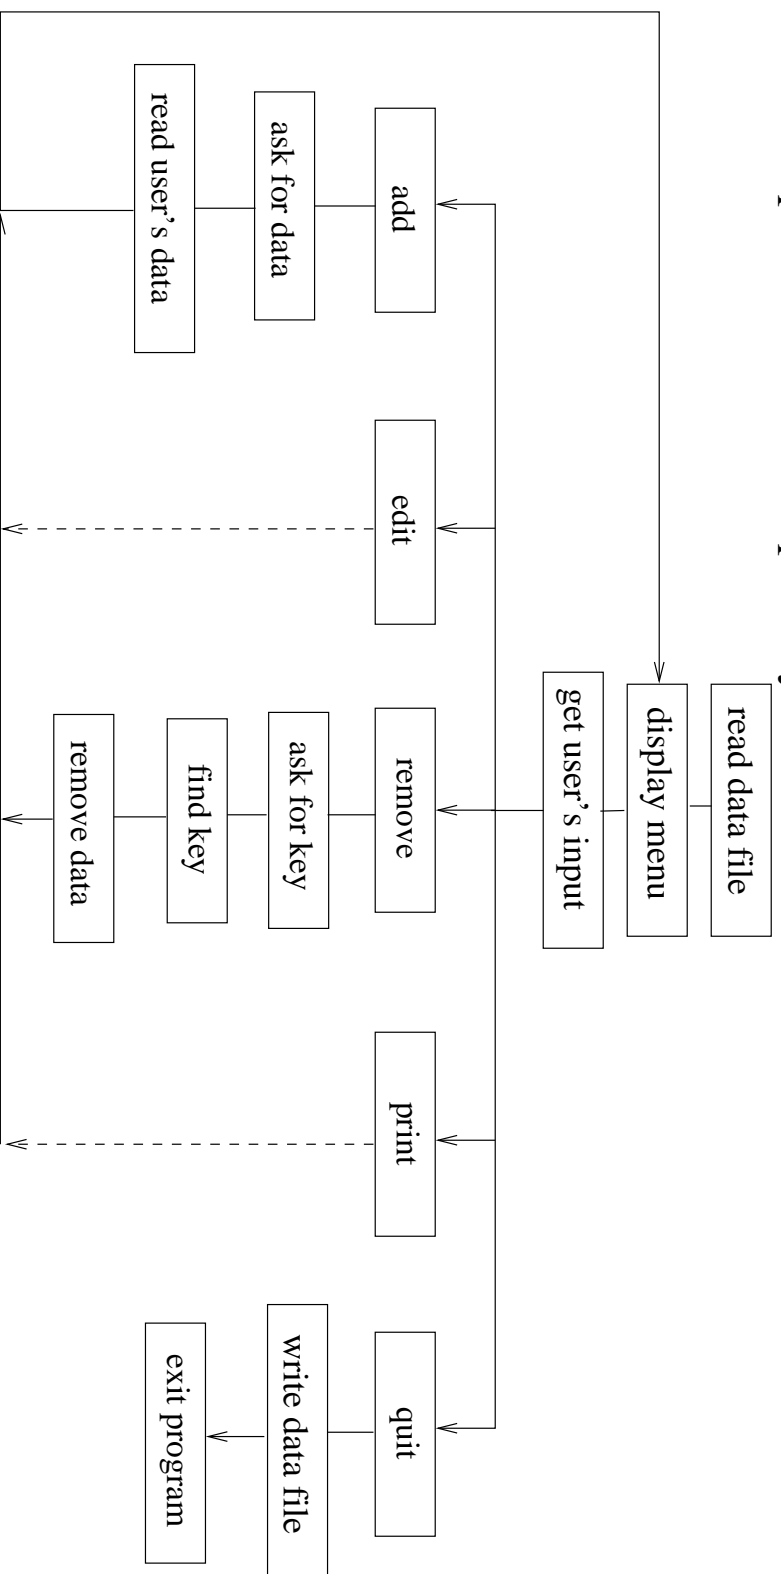 read data file
display menu
get user's input
add
edit
remove
print
quit
ask for data
ask for key
write data file
read user's data
find key
exit program
remove data